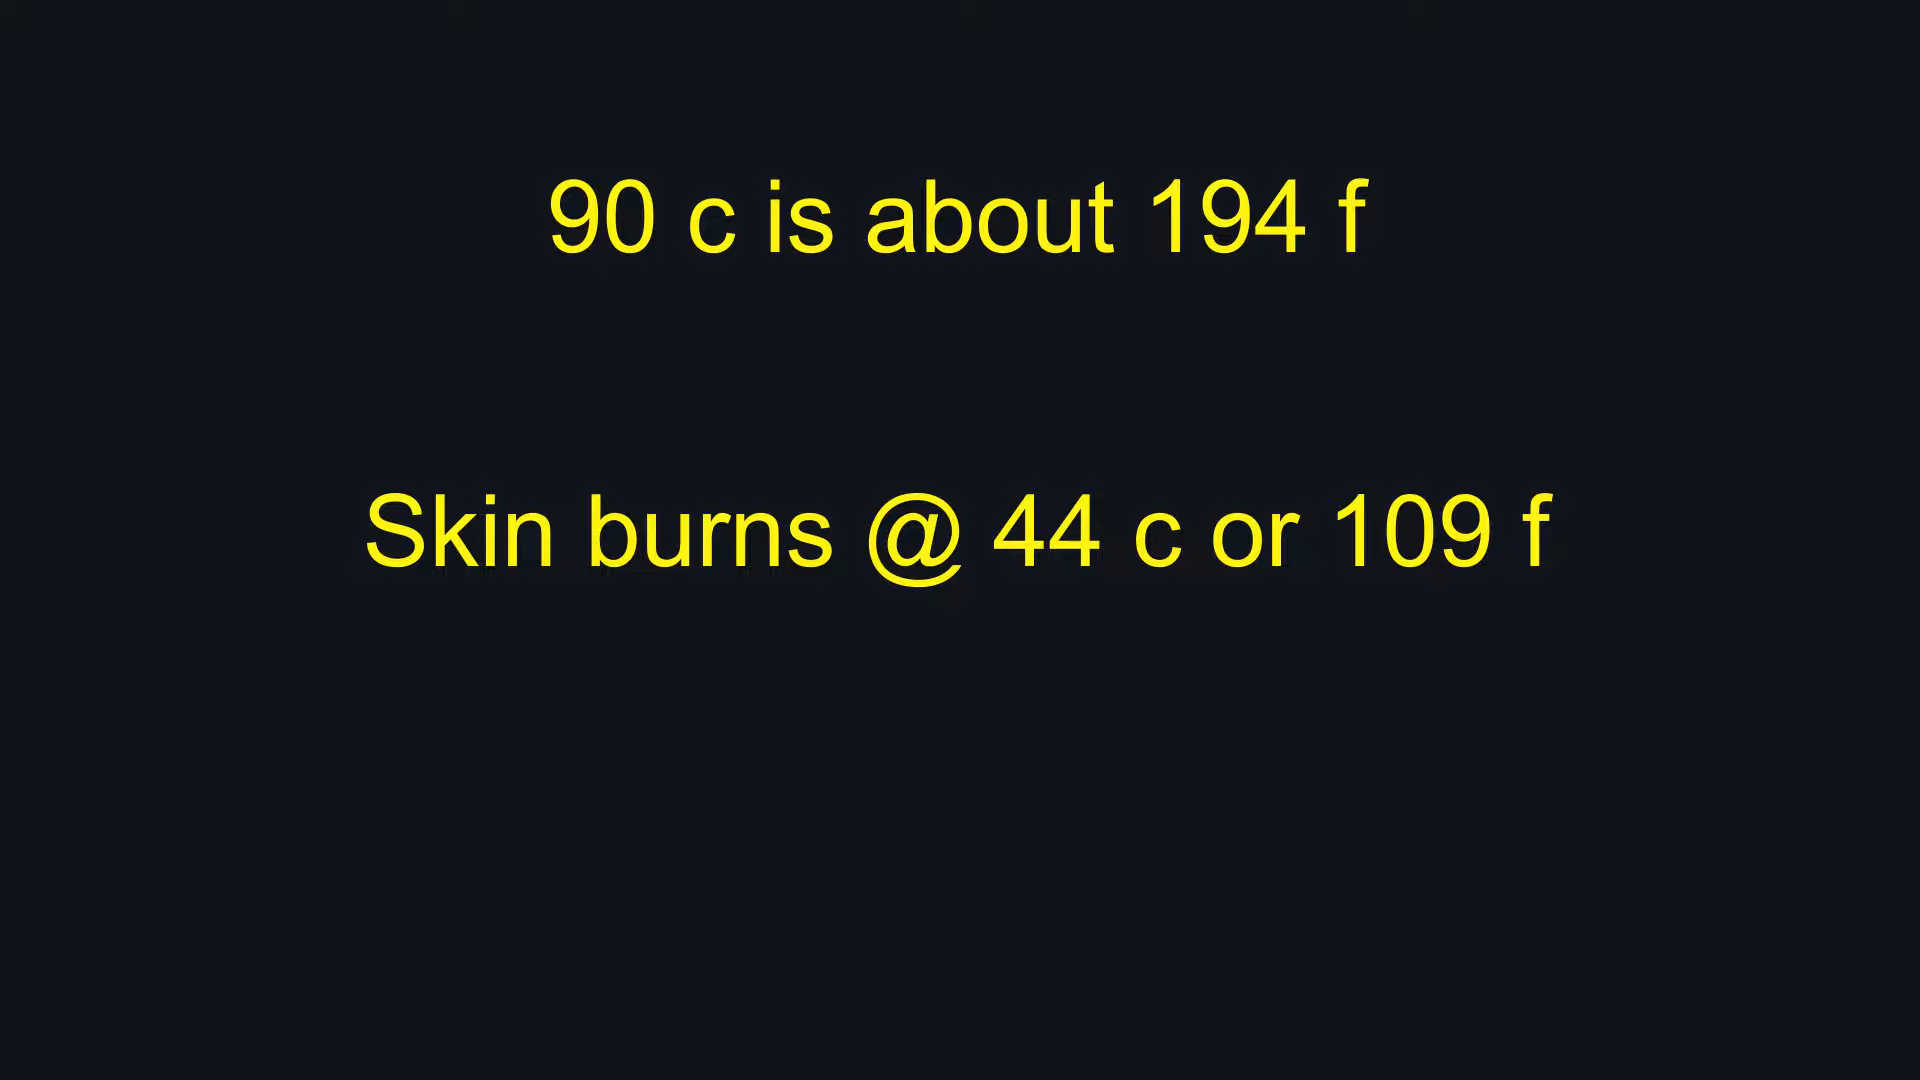 90 c is about 194 f
Skin burns @ 44 c or 109 f